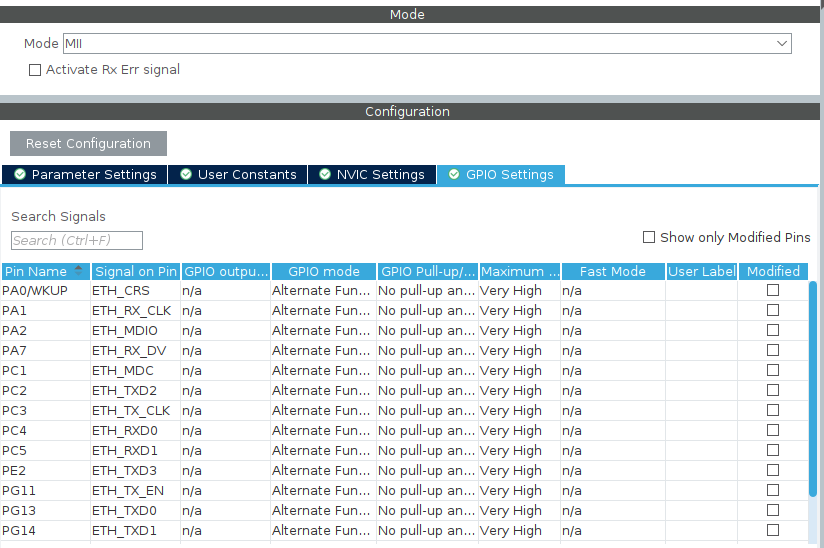 Mode
Mode MII
Activate Rx Err signal
Configuration
Reset Configuration
Parameter Settings User Constants NVIC Settings GPIO Settings
Search Signals
Search (Ctrl+F) Show only Modified Pins
Pin Name Signal on Pin GPIO outpu... GPIO mode GPIO Pull-up/... Maximum ... Fast Mode User Label Modified
PA0/WKUP ETH_CRS n/a Alternate Fun... No pull-up an... Very High n/a
PA1 ETH_RX_CLK n/a Alternate Fun... No pull-up an... Very High n/a
PA2 ETH_MDIO n/a Alternate Fun... No pull-up an... Very High n/a
PA7 ETH_RX_DV n/a Alternate Fun... No pull-up an... Very High n/a
PC1 ETH_MDC n/a Alternate Fun... No pull-up an... Very High n/a
PC2 ETH_TXD2 n/a Alternate Fun... No pull-up an... Very High n/a
PC3 ETH_TX_CLK n/a Alternate Fun... No pull-up an... Very High n/a
PC4 ETH_RXD0 n/a Alternate Fun... No pull-up an... Very High n/a
PC5 ETH_RXD1 n/a Alternate Fun... No pull-up an... Very High n/a
PE2 ETH_TXD3 n/a Alternate Fun... No pull-up an... Very High n/a
PG11 ETH_TX_EN n/a Alternate Fun... No pull-up an... Very High n/a
PG13 ETH_TXD0 n/a Alternate Fun... No pull-up an... Very High n/a
PG14 ETH_TXD1 n/a Alternate Fun... No pull-up an... Very High n/a